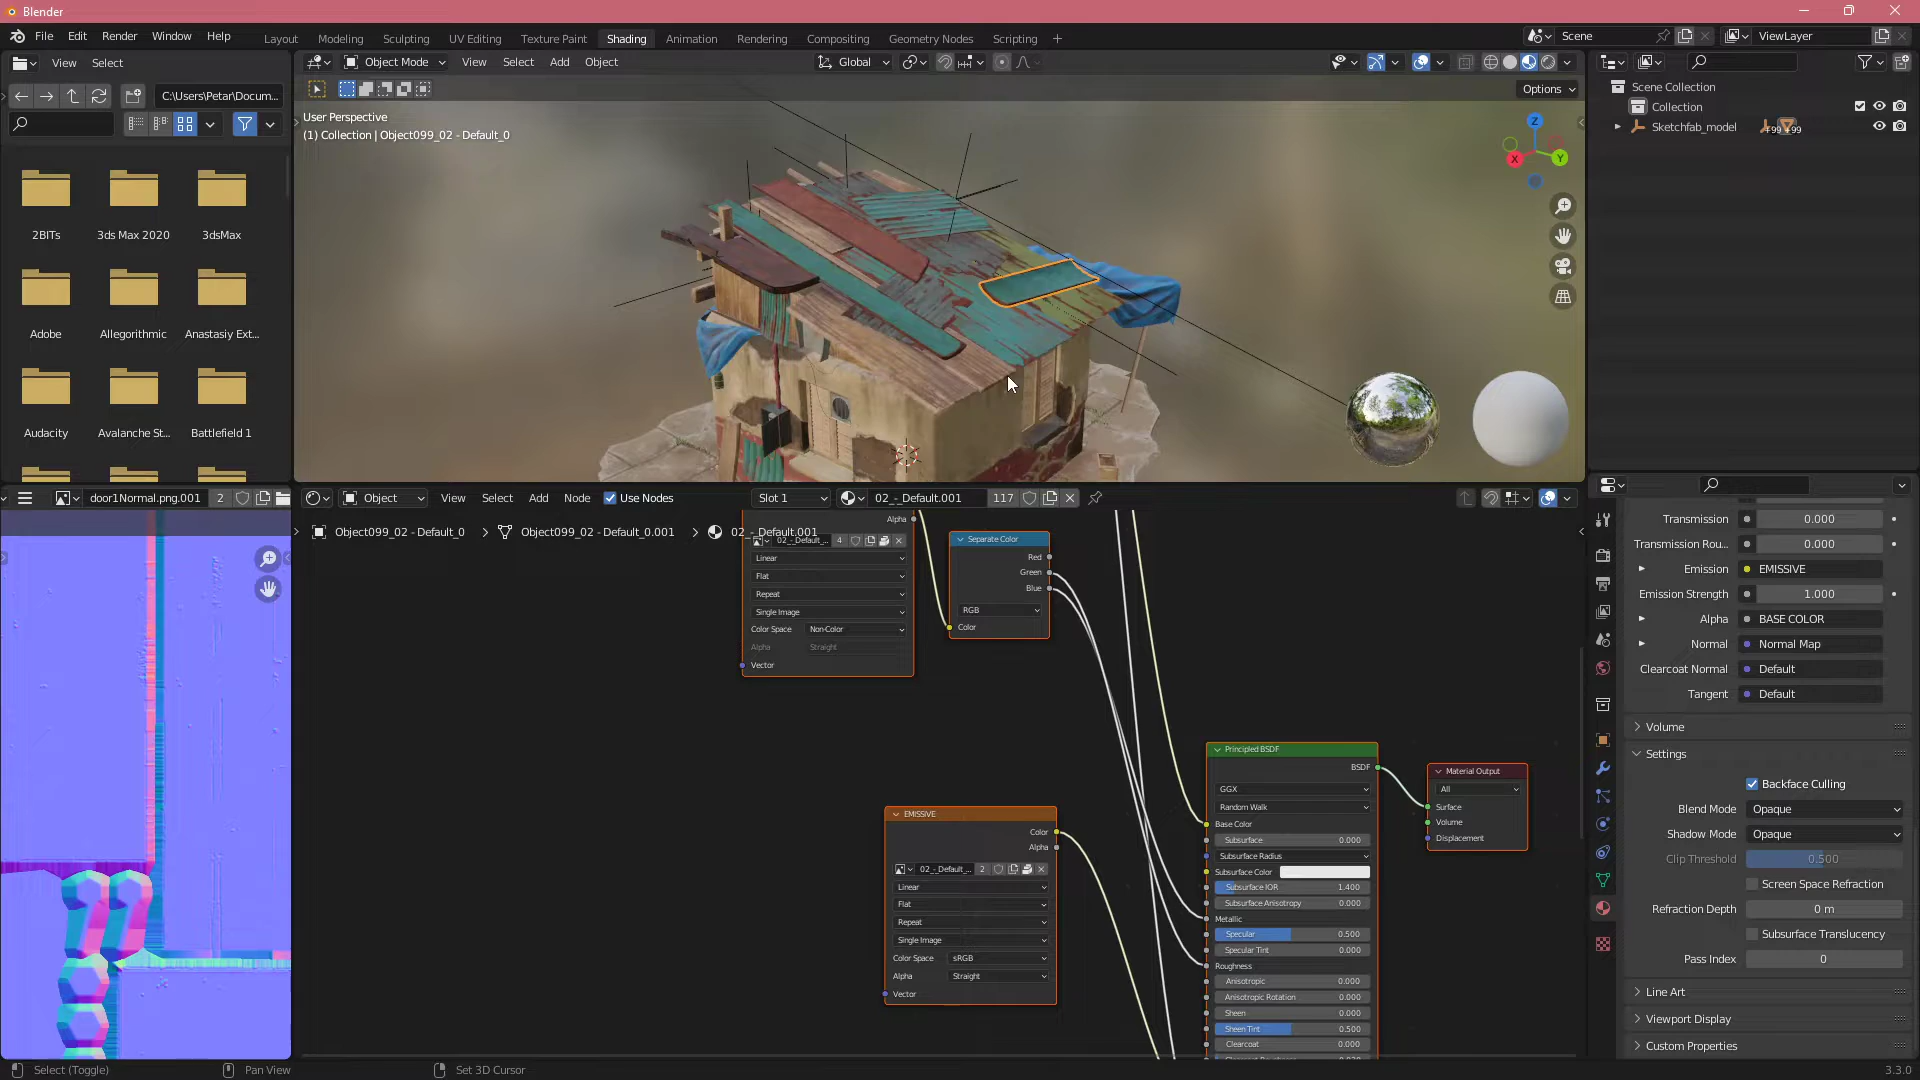 Blender
File Edit Render Window Help
Layout Modeling Sculpting UV Editing Texture Paint Shading Animation Rendering Compositing Geometry Nodes Scripting +
Scene
ViewLayer
View Select
Object Mode View Select Add Object
Global
C:\Users\Petar\Docum...
Options
User Perspective
(1) Collection | Object099_02 - Default_0
Z
X
Y
Scene Collection
Collection
Sketchfab_model
+99
+99
2BITs
3ds Max 2020
3dsMax
Adobe
Allegorithmic
Anastasiy Ext...
Audacity
Avalanche St...
Battlefield 1
door1Normal.png.001 2
Object View Select Add Node Use Nodes
Slot 1
02_-_Default.001 117
Object099_02 - Default_0
Object099_02 - Default_0.001
02_-_Default.001
Alpha
02_-_Default_... 4
Linear
Flat
Repeat
Single Image
Color Space Non-Color
Alpha Straight
Vector
Separate Color
Red
Green
Blue
RGB
Color
EMISSIVE
Color
Alpha
02_-_Default_... 2
Linear
Flat
Repeat
Single Image
Color Space sRGB
Alpha Straight
Vector
Principled BSDF
BSDF
GGX
Random Walk
Base Color
Subsurface 0.000
Subsurface Radius
Subsurface Color
Subsurface IOR 1.400
Subsurface Anisotropy 0.000
Metallic
Specular 0.500
Specular Tint 0.000
Roughness
Anisotropic 0.000
Anisotropic Rotation 0.000
Sheen 0.000
Sheen Tint 0.500
Clearcoat 0.000
Material Output
All
Surface
Volume
Displacement
Transmission 0.000
Transmission Rou... 0.000
Emission EMISSIVE
Emission Strength 1.000
Alpha BASE COLOR
Normal Normal Map
Clearcoat Normal Default
Tangent Default
Volume
Settings
Backface Culling
Blend Mode Opaque
Shadow Mode Opaque
Clip Threshold 0.500
Screen Space Refraction
Refraction Depth 0 m
Subsurface Translucency
Pass Index 0
Line Art
Viewport Display
Custom Properties
Select (Toggle)
Pan View
Set 3D Cursor
3.3.0